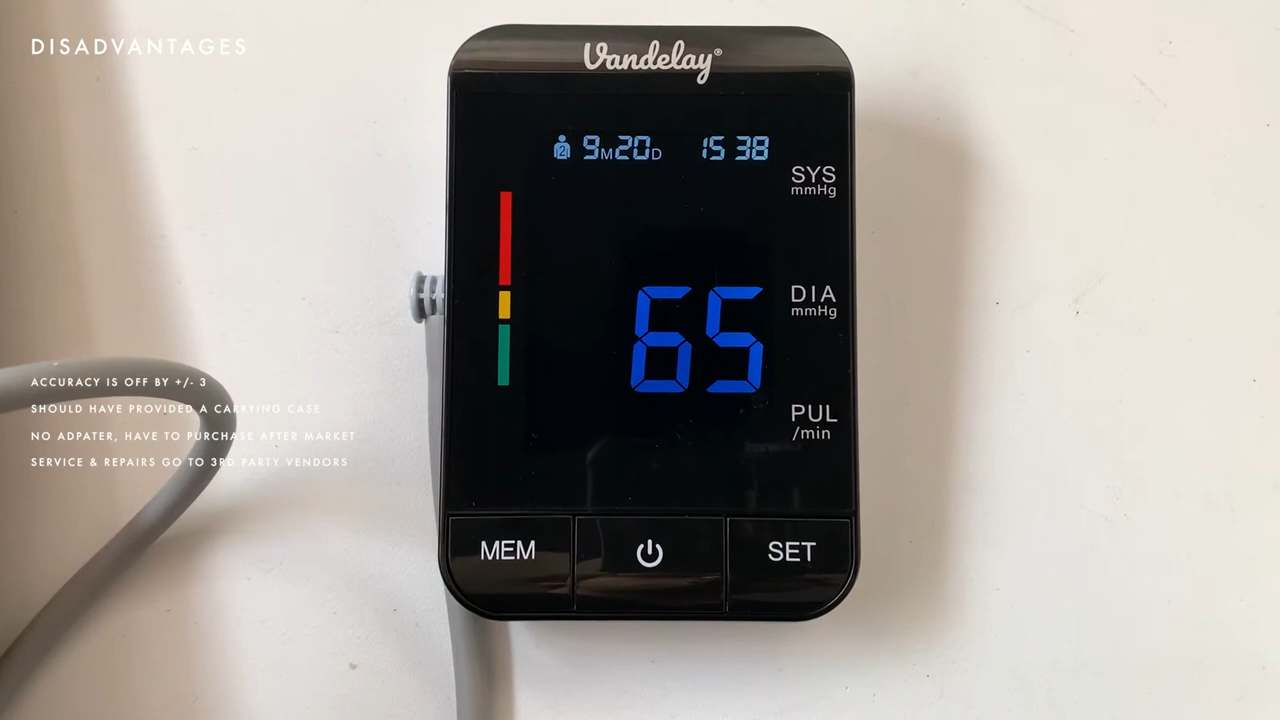 DISADVANTAGES
Vandelay®
2 9M20D 15 38
SYS
mmHg
65
DIA
mmHg
PUL
/min
ACCURACY IS OFF BY +/- 3
SHOULD HAVE PROVIDED A CARRYING CASE
NO ADPATER, HAVE TO PURCHASE AFTER MARKET
SERVICE & REPAIRS GO TO 3RD PARTY VENDORS
MEM
SET